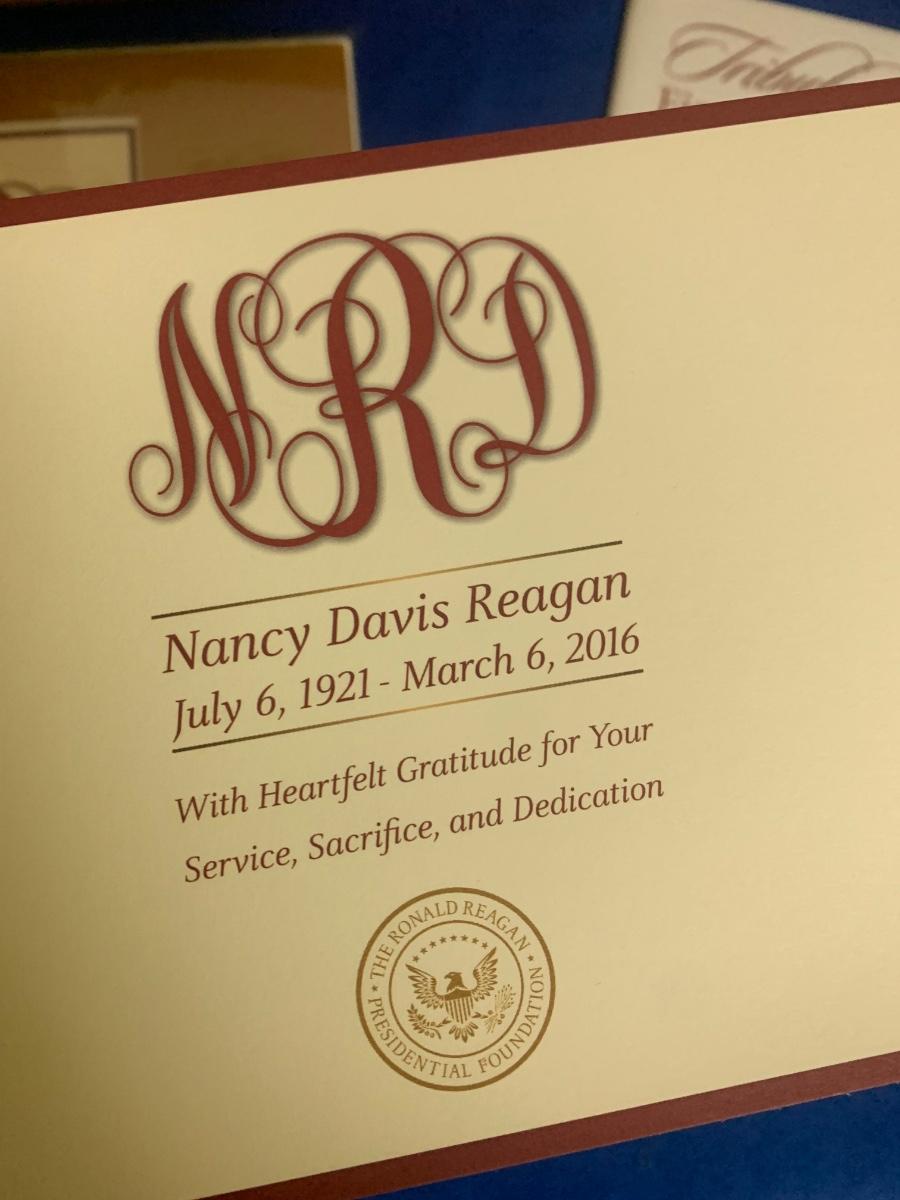 Tribute
NRD
Nancy Davis Reagan
July 6, 1921 - March 6, 2016
With Heartfelt Gratitude for Your
Service, Sacrifice, and Dedication
THE RONALD REAGAN
PRESIDENTIAL FOUNDATION